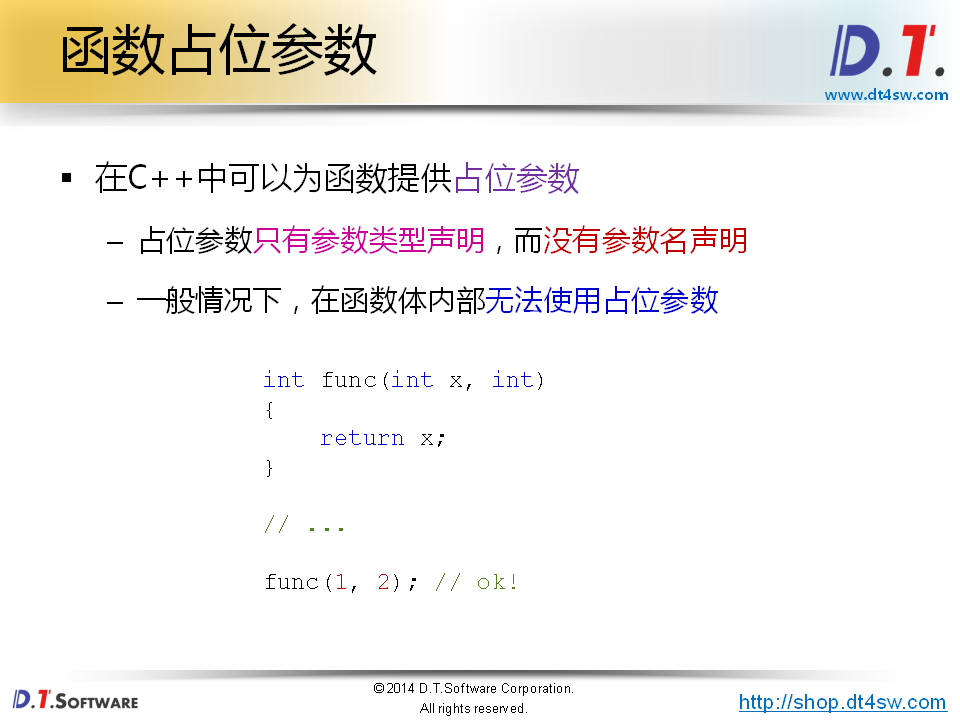 函数占位参数
D.T.
www.dt4sw.com
▪ 在C++中可以为函数提供占位参数
– 占位参数只有参数类型声明，而没有参数名声明
– 一般情况下，在函数体内部无法使用占位参数
int func(int x, int)
{
    return x;
}
// ...
func(1, 2); // ok!
D.T.SOFTWARE
©2014 D.T.Software Corporation.
All rights reserved.
http://shop.dt4sw.com